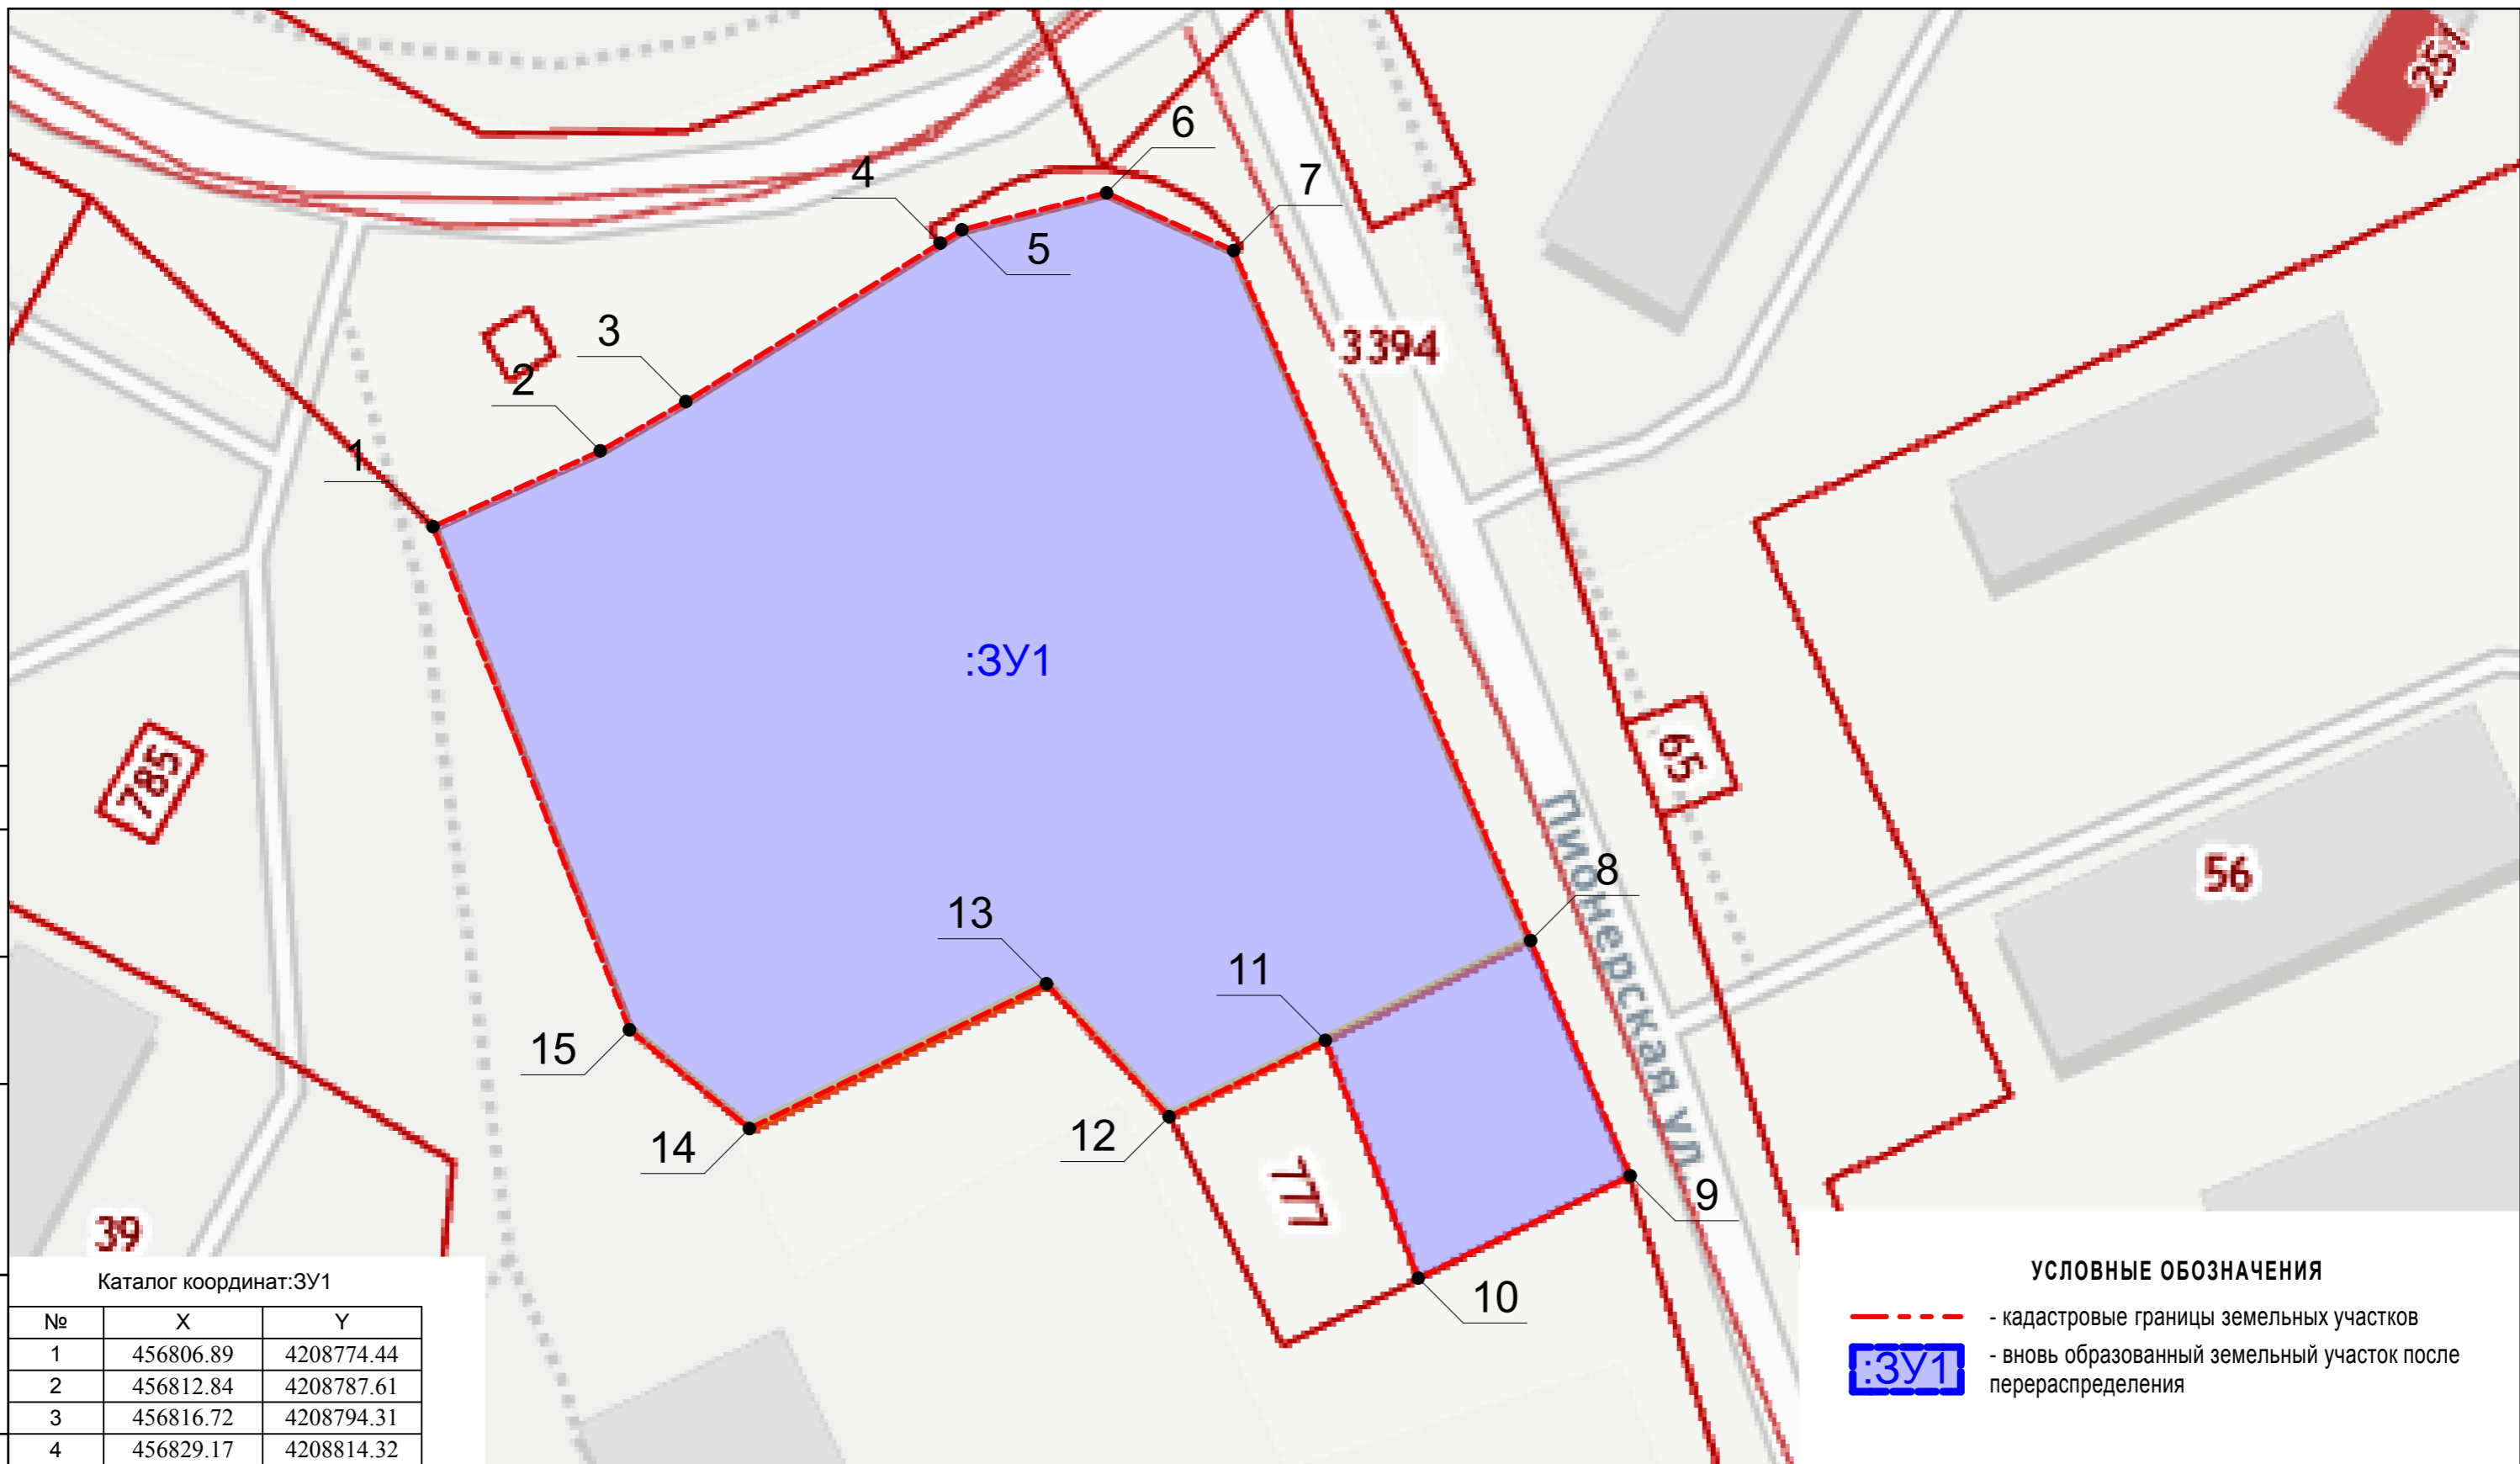 257
6
4
7
5
3
3394
2
1
:ЗУ1
65
785
8
56
13
11
Пионерская ул.
15
12
14
777
9
39
10
Каталог координат:ЗУ1
№ X Y
1 456806.89 4208774.44
2 456812.84 4208787.61
3 456816.72 4208794.31
4 456829.17 4208814.32
УСЛОВНЫЕ ОБОЗНАЧЕНИЯ
- кадастровые границы земельных участков
:ЗУ1
- вновь образованный земельный участок после
перераспределения